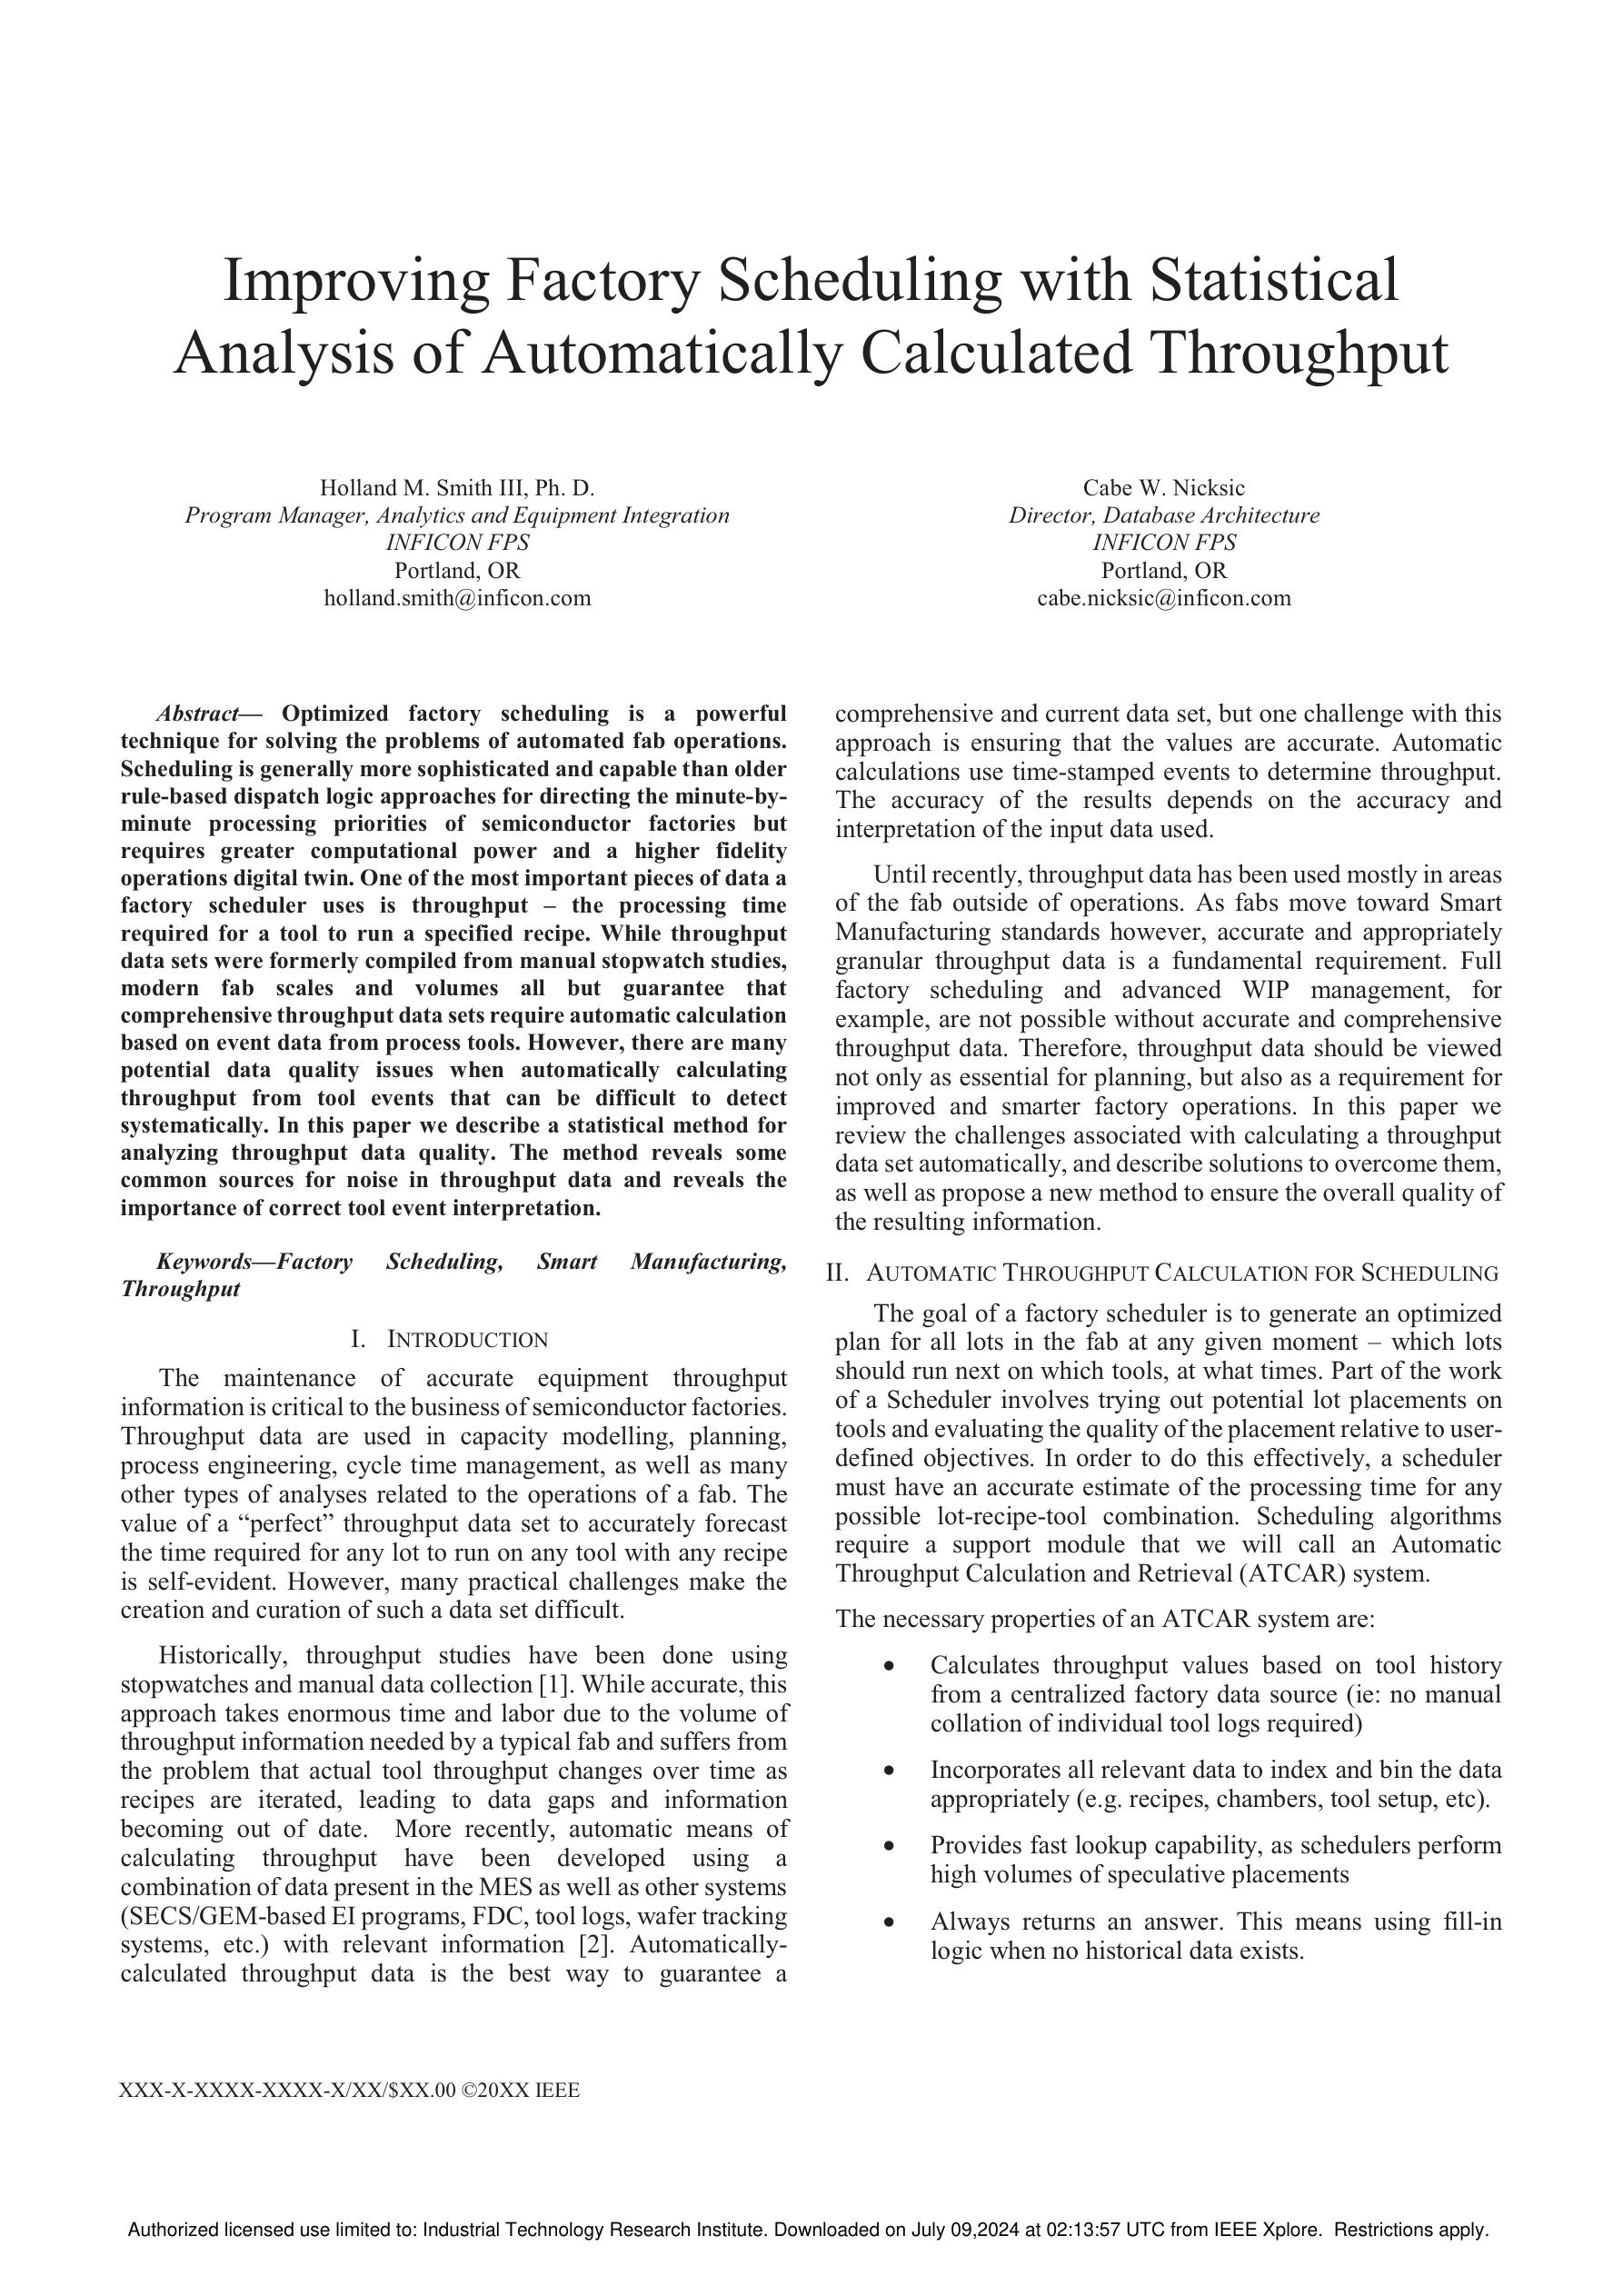 Improving Factory Scheduling with Statistical
Analysis of Automatically Calculated Throughput
Holland M. Smith III, Ph. D.
Program Manager, Analytics and Equipment Integration
INFICON FPS
Portland, OR
holland.smith@inficon.com
Cabe W. Nicksic
Director, Database Architecture
INFICON FPS
Portland, OR
cabe.nicksic@inficon.com
Abstract— Optimized factory scheduling is a powerful
technique for solving the problems of automated fab operations.
Scheduling is generally more sophisticated and capable than older
rule-based dispatch logic approaches for directing the minute-by-
minute processing priorities of semiconductor factories but
requires greater computational power and a higher fidelity
operations digital twin. One of the most important pieces of data a
factory scheduler uses is throughput – the processing time
required for a tool to run a specified recipe. While throughput
data sets were formerly compiled from manual stopwatch studies,
modern fab scales and volumes all but guarantee that
comprehensive throughput data sets require automatic calculation
based on event data from process tools. However, there are many
potential data quality issues when automatically calculating
throughput from tool events that can be difficult to detect
systematically. In this paper we describe a statistical method for
analyzing throughput data quality. The method reveals some
common sources for noise in throughput data and reveals the
importance of correct tool event interpretation.
Keywords—Factory Scheduling, Smart Manufacturing,
Throughput
I. INTRODUCTION
The maintenance of accurate equipment throughput
information is critical to the business of semiconductor factories.
Throughput data are used in capacity modelling, planning,
process engineering, cycle time management, as well as many
other types of analyses related to the operations of a fab. The
value of a “perfect” throughput data set to accurately forecast
the time required for any lot to run on any tool with any recipe
is self-evident. However, many practical challenges make the
creation and curation of such a data set difficult.
Historically, throughput studies have been done using
stopwatches and manual data collection [1]. While accurate, this
approach takes enormous time and labor due to the volume of
throughput information needed by a typical fab and suffers from
the problem that actual tool throughput changes over time as
recipes are iterated, leading to data gaps and information
becoming out of date. More recently, automatic means of
calculating throughput have been developed using a
combination of data present in the MES as well as other systems
(SECS/GEM-based EI programs, FDC, tool logs, wafer tracking
systems, etc.) with relevant information [2]. Automatically-
calculated throughput data is the best way to guarantee a
comprehensive and current data set, but one challenge with this
approach is ensuring that the values are accurate. Automatic
calculations use time-stamped events to determine throughput.
The accuracy of the results depends on the accuracy and
interpretation of the input data used.
Until recently, throughput data has been used mostly in areas
of the fab outside of operations. As fabs move toward Smart
Manufacturing standards however, accurate and appropriately
granular throughput data is a fundamental requirement. Full
factory scheduling and advanced WIP management, for
example, are not possible without accurate and comprehensive
throughput data. Therefore, throughput data should be viewed
not only as essential for planning, but also as a requirement for
improved and smarter factory operations. In this paper we
review the challenges associated with calculating a throughput
data set automatically, and describe solutions to overcome them,
as well as propose a new method to ensure the overall quality of
the resulting information.
II. AUTOMATIC THROUGHPUT CALCULATION FOR SCHEDULING
The goal of a factory scheduler is to generate an optimized
plan for all lots in the fab at any given moment – which lots
should run next on which tools, at what times. Part of the work
of a Scheduler involves trying out potential lot placements on
tools and evaluating the quality of the placement relative to user-
defined objectives. In order to do this effectively, a scheduler
must have an accurate estimate of the processing time for any
possible lot-recipe-tool combination. Scheduling algorithms
require a support module that we will call an Automatic
Throughput Calculation and Retrieval (ATCAR) system.
The necessary properties of an ATCAR system are:
• Calculates throughput values based on tool history
from a centralized factory data source (ie: no manual
collation of individual tool logs required)
• Incorporates all relevant data to index and bin the data
appropriately (e.g. recipes, chambers, tool setup, etc).
• Provides fast lookup capability, as schedulers perform
high volumes of speculative placements
• Always returns an answer. This means using fill-in
logic when no historical data exists.
XXX-X-XXXX-XXXX-X/XX/$XX.00 ©20XX IEEE
Authorized licensed use limited to: Industrial Technology Research Institute. Downloaded on July 09,2024 at 02:13:57 UTC from IEEE Xplore. Restrictions apply.